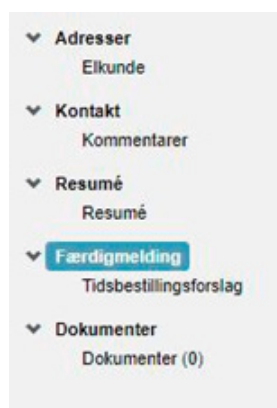 Adresser
Elkunde
Kontakt
Kommentarer
Resumé
Resumé
Færdigmelding
Tidsbestillingsforslag
Dokumenter
Dokumenter (0)